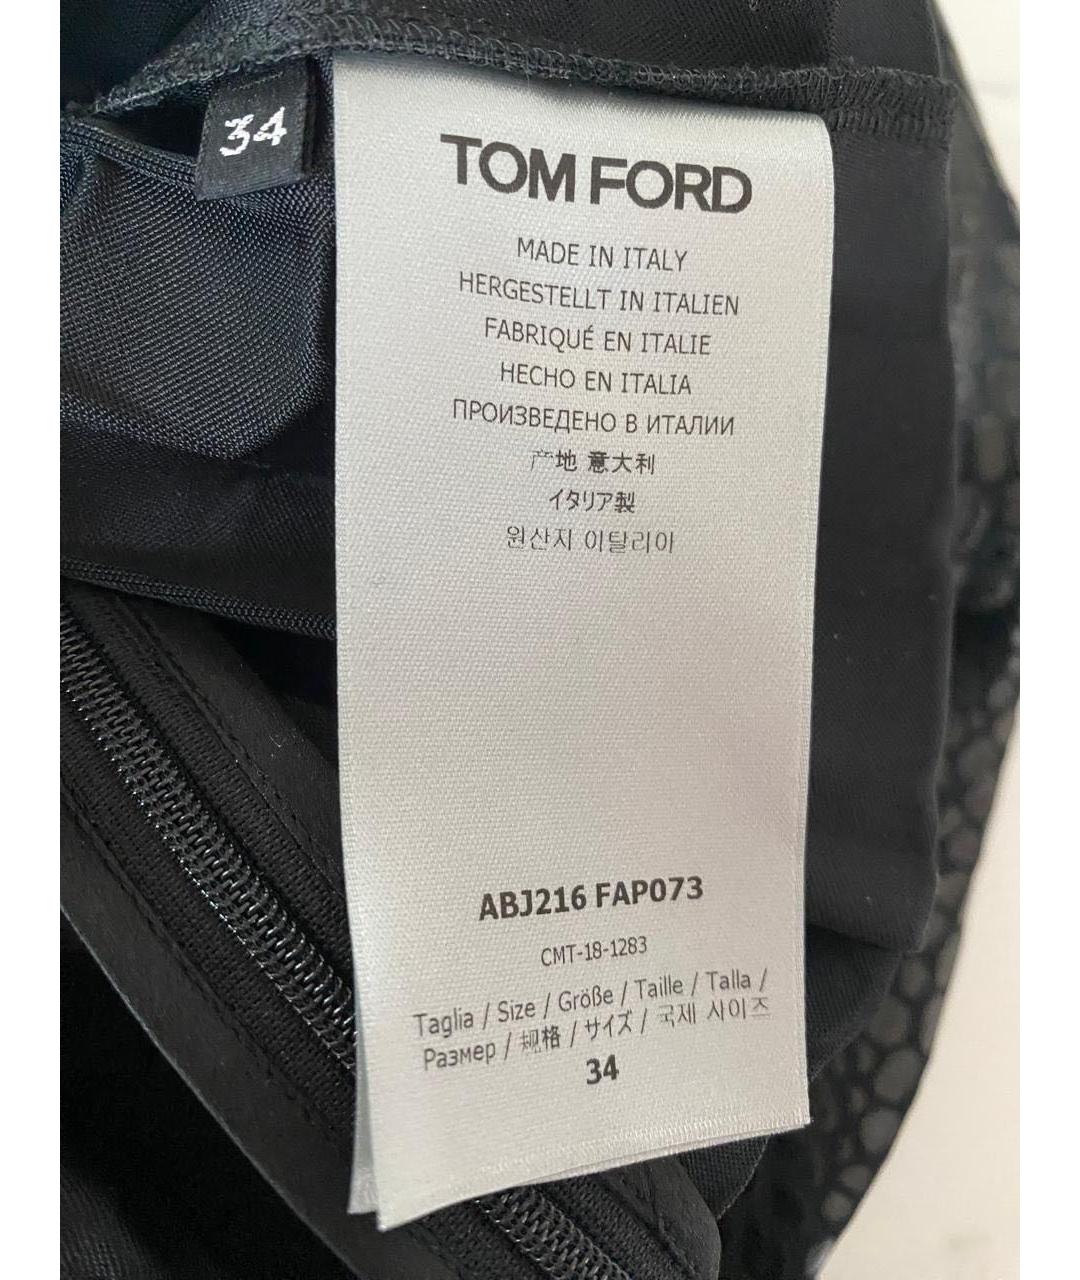 34
TOM FORD
MADE IN ITALY
HERGESTELLT IN ITALIEN
FABRIQUÉ EN ITALIE
HECHO EN ITALIA
ПРОИЗВЕДЕНО В ИТАЛИИ
产地 意大利
イタリア製
원산지 이탈리아
ABJ216 FAP073
CMT-18-1283
Taglia / Size / Größe / Taille / Talla /
Размер / 规格 / サイズ / 국제 사이즈
34